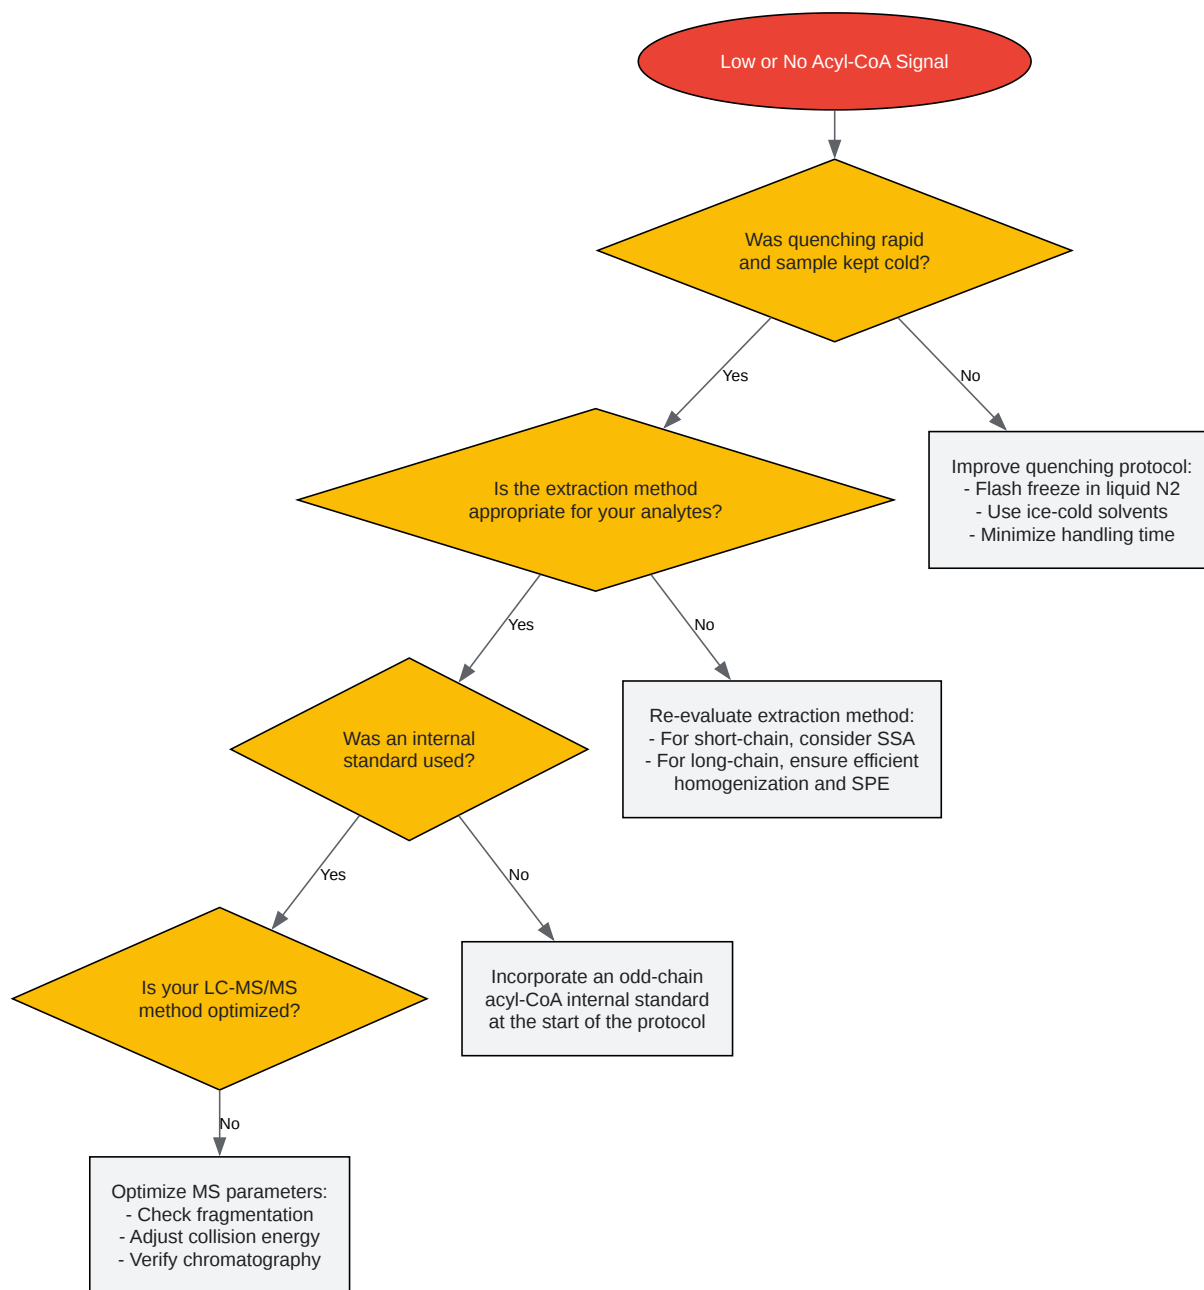 Low or No Acyl-CoA Signal
Was quenching rapid
and sample kept cold?
Yes
No
Is the extraction method
appropriate for your analytes?
Improve quenching protocol:
- Flash freeze in liquid N2
- Use ice-cold solvents
- Minimize handling time
Yes
No
Was an internal
standard used?
Re-evaluate extraction method:
- For short-chain, consider SSA
- For long-chain, ensure efficient
homogenization and SPE
Yes
No
Is your LC-MS/MS
method optimized?
Incorporate an odd-chain
acyl-CoA internal standard
at the start of the protocol
No
Optimize MS parameters:
- Check fragmentation
- Adjust collision energy
- Verify chromatography